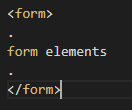 <form>
.
form elements
.
</form>